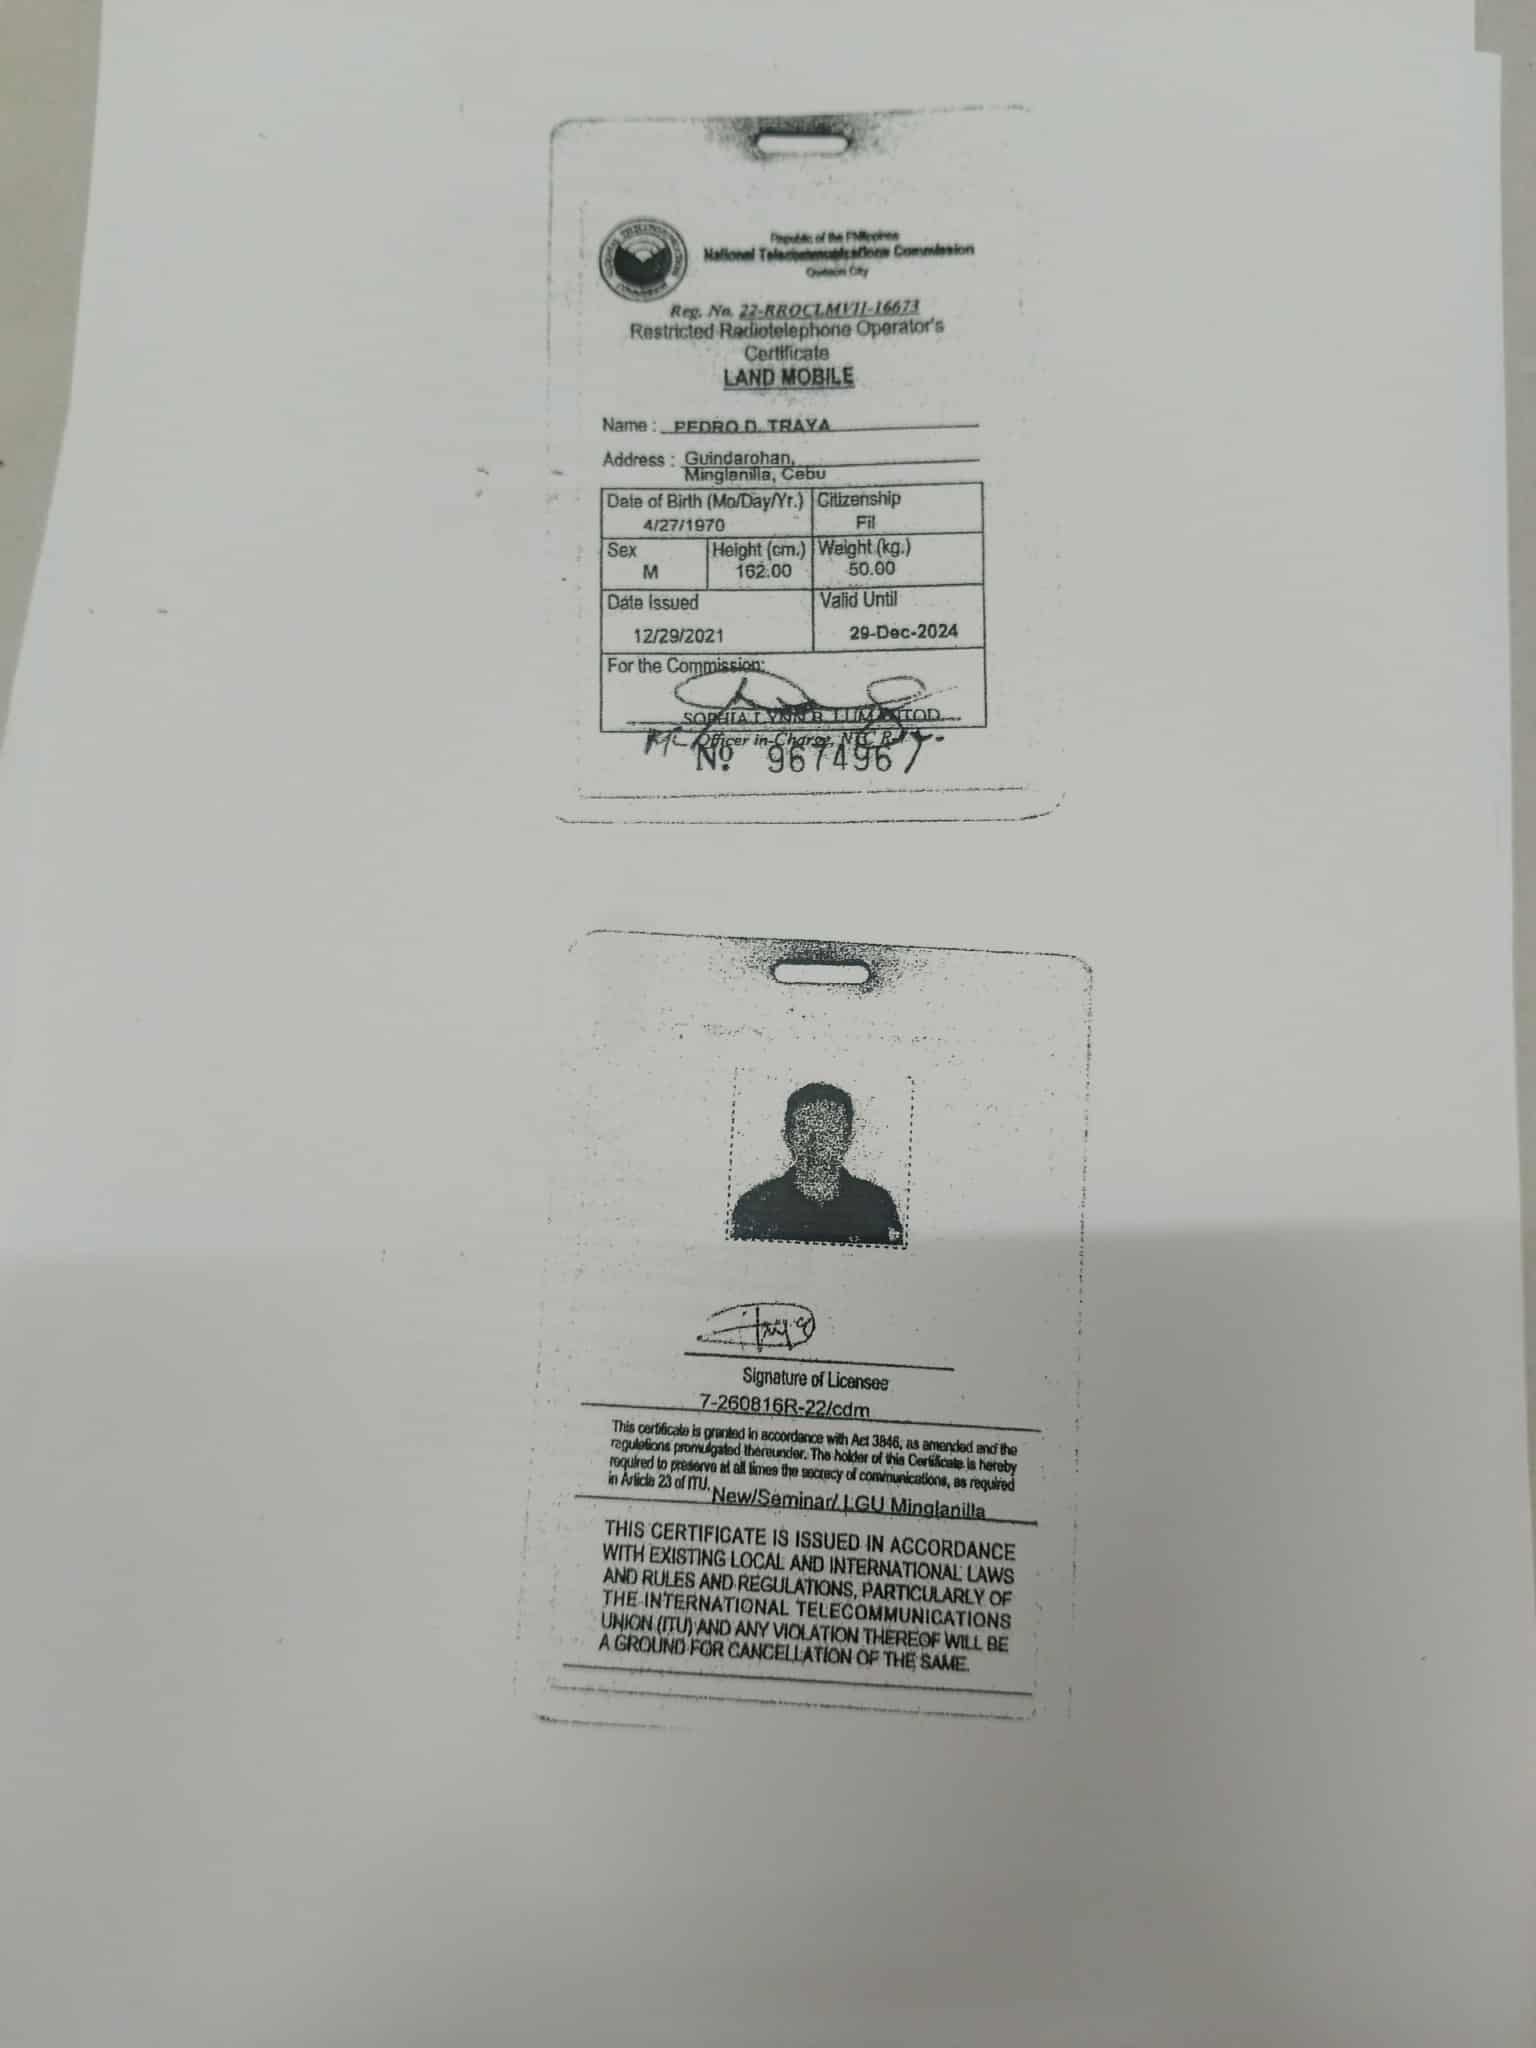 Republic of the Philippines
National Telecommunications Commission
Quezon City
Reg. No. 22-RROCLMVII-16673
Restricted Radiotelephone Operator's
Certificate
LAND MOBILE
Name : PEDRO D. TRAYA
Address : Guindarohan,
Minglanilla, Cebu
Date of Birth (Mo/Day/Yr.) Citizenship
4/27/1970 Fil
Sex Height (cm.) Weight (kg.)
M 162.00 50.00
Date Issued Valid Until
12/29/2021 29-Dec-2024
For the Commission:
SOPHIA LYNN B. LUMANTOD
Officer in-Charge, NTC
Nº 967496
Signature of Licensee
7-260816R-22/cdm
This certificate is granted in accordance with Act 3846, as amended and the
regulations promulgated thereunder. The holder of this Certificate is hereby
required to preserve at all times the secrecy of communications, as required
in Article 23 of ITU.
New/Seminar/ LGU Minglanilla
THIS CERTIFICATE IS ISSUED IN ACCORDANCE
WITH EXISTING LOCAL AND INTERNATIONAL LAWS
AND RULES AND REGULATIONS, PARTICULARLY OF
THE INTERNATIONAL TELECOMMUNICATIONS
UNION (ITU) AND ANY VIOLATION THEREOF WILL BE
A GROUND FOR CANCELLATION OF THE SAME.